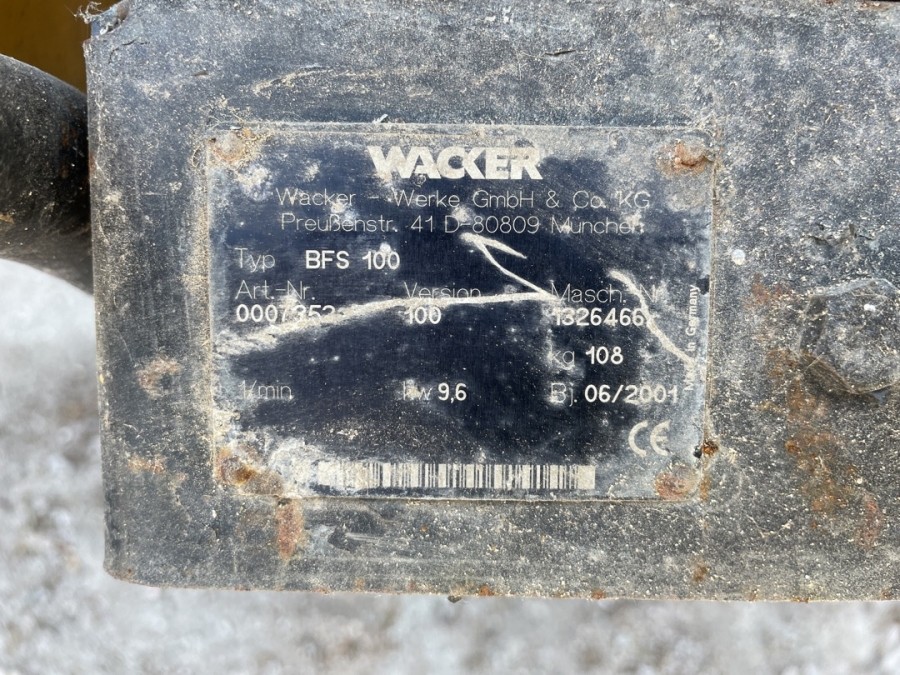 WACKER
Wacker - Werke GmbH & Co. KG
Preußenstr. 41 D-80809 München
Typ BFS 100
Art.-Nr. Version Masch. Nr.
100
kg 108
1/min kW 9,6 Bj. 06/2001
CE
in Germany